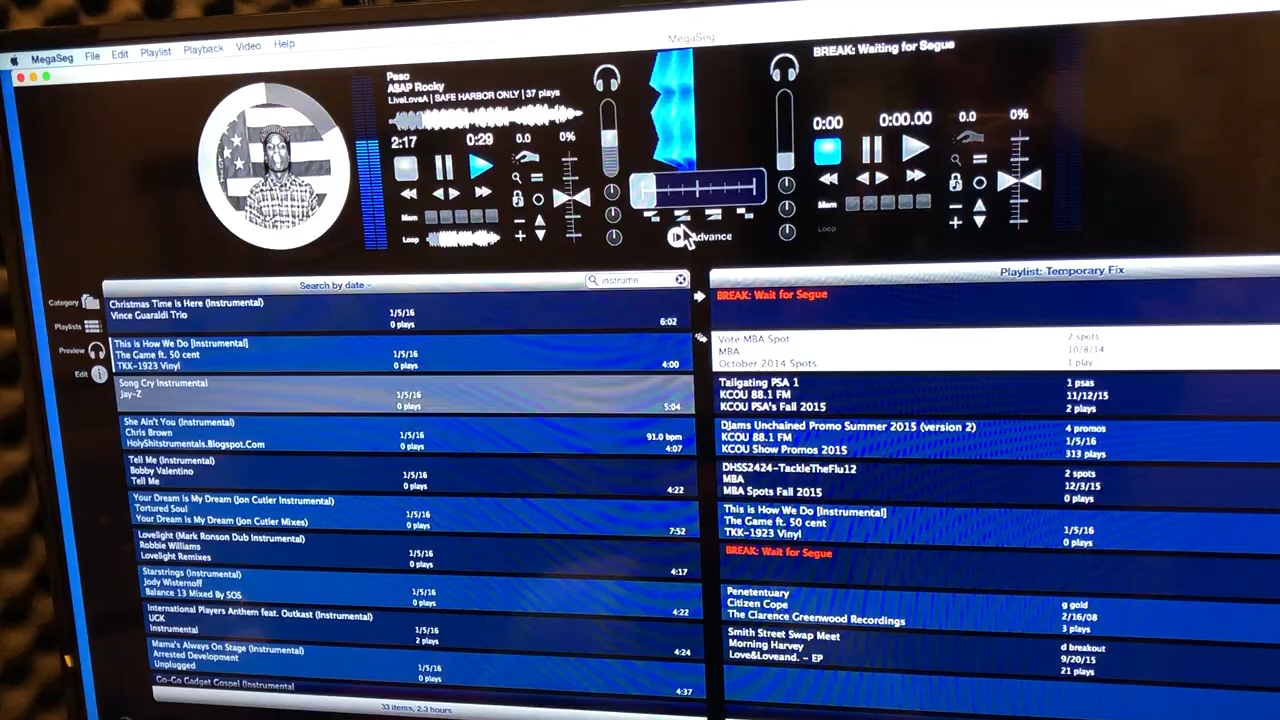 MegaSeg File Edit Playlist Playback Video Help
MegaSeg
Peso
A$AP Rocky
LiveLoveA | SAFE HARBOR ONLY | 37 plays
2:17 0:29 0.0 0%
Mem
Loop
Advance
BREAK: Waiting for Segue
0:00 0:00.00 0.0 0%
Mem
Loop
Category
Playlists
Preview
Edit
Search by date
instrume
Christmas Time Is Here (Instrumental)
Vince Guaraldi Trio 1/5/16
0 plays 6:02
This is How We Do [Instrumental]
The Game ft. 50 cent 1/5/16
TKK-1923 Vinyl 0 plays 4:00
Song Cry Instrumental
Jay-Z 1/5/16
0 plays 5:04
She Ain't You (Instrumental)
Chris Brown 1/5/16 91.0 bpm
HolyShitstrumentals.Blogspot.Com 0 plays 4:07
Tell Me (Instrumental)
Bobby Valentino 1/5/16
Tell Me 0 plays 4:22
Your Dream Is My Dream (Jon Cutler Instrumental)
Tortured Soul 1/5/16
Your Dream Is My Dream (Jon Cutler Mixes) 0 plays 7:52
Lovelight (Mark Ronson Dub Instrumental)
Robbie Williams 1/5/16
Lovelight Remixes 0 plays 4:17
Starstrings (Instrumental)
Jody Wisternoff 1/5/16
Balance 13 Mixed By SOS 0 plays 4:22
International Players Anthem feat. Outkast (Instrumental)
UGK 1/5/16
Instrumental 2 plays 4:24
Mama's Always On Stage (Instrumental)
Arrested Development 1/5/16
Unplugged 0 plays 4:37
Go-Go Gadget Gospel (Instrumental
33 items, 2.3 hours
Playlist: Temporary Fix
BREAK: Wait for Segue
Vote MBA Spot 2 spots
MBA 10/8/14
October 2014 Spots 1 play
Tailgating PSA 1 1 psas
KCOU 88.1 FM 11/12/15
KCOU PSA's Fall 2015 2 plays
DJams Unchained Promo Summer 2015 (version 2) 4 promos
KCOU 88.1 FM 1/5/16
KCOU Show Promos 2015 313 plays
DHSS2424-TackleTheFlu12 2 spots
MBA 12/3/15
MBA Spots Fall 2015 0 plays
This is How We Do [Instrumental]
The Game ft. 50 cent 1/5/16
TKK-1923 Vinyl 0 plays
BREAK: Wait for Segue
Penetentuary g gold
Citizen Cope 2/16/08
The Clarence Greenwood Recordings 3 plays
Smith Street Swap Meet d breakout
Morning Harvey 9/20/15
Love&Loveand. - EP 21 plays